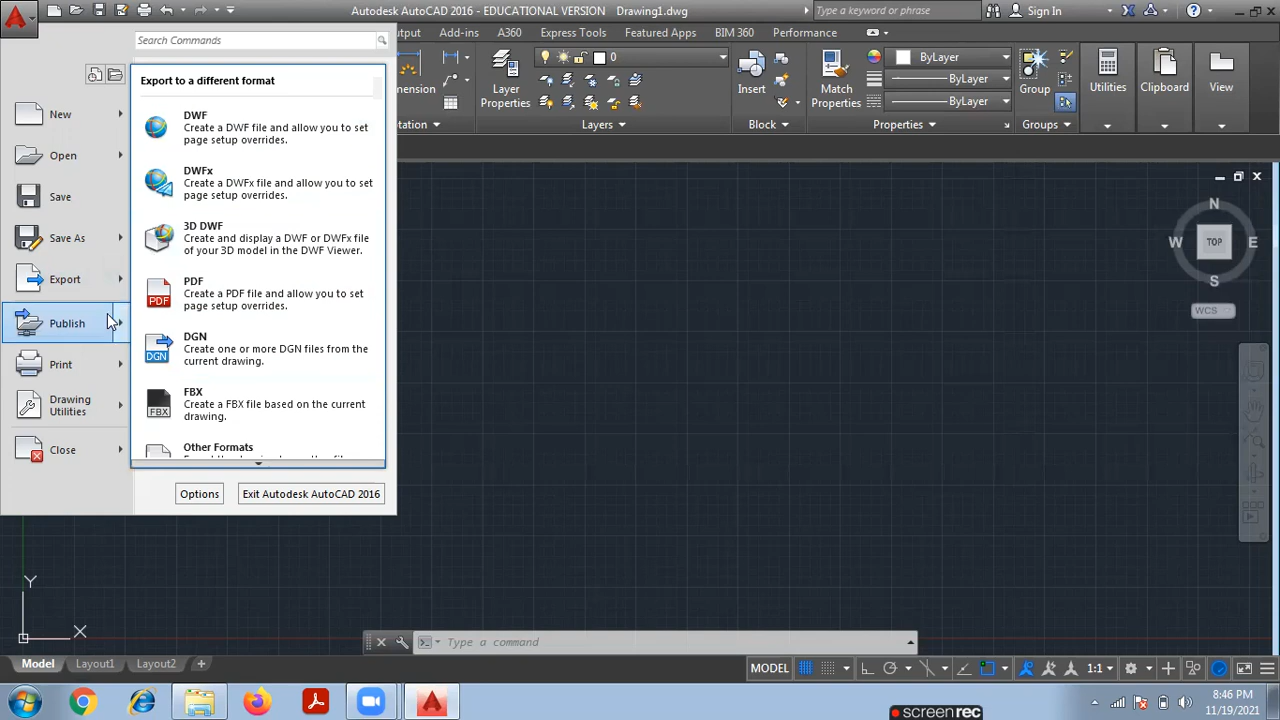 Autodesk AutoCAD 2016 - EDUCATIONAL VERSION Drawing1.dwg
Type a keyword or phrase
Sign In
Search Commands
Output Add-ins A360 Express Tools Featured Apps BIM 360 Performance
Export to a different format
New
Open
Save
Save As
Export
Publish
Print
Drawing
Utilities
Close
DWF
Create a DWF file and allow you to set
page setup overrides.
DWFx
Create a DWFx file and allow you to set
page setup overrides.
3D DWF
Create and display a DWF or DWFx file
of your 3D model in the DWF Viewer.
PDF
PDF
Create a PDF file and allow you to set
page setup overrides.
DGN
DGN
Create one or more DGN files from the
current drawing.
FBX
FBX
Create a FBX file based on the current
drawing.
Other Formats
Options
Exit Autodesk AutoCAD 2016
Layer
Properties
0
Layers
Insert
Block
Match
Properties
ByLayer
ByLayer
ByLayer
Properties
Group
Groups
Utilities
Clipboard
View
N
W TOP E
S
WCS
Y
X
Type a command
Model Layout1 Layout2
MODEL
1:1
8:46 PM
11/19/2021
screenrec